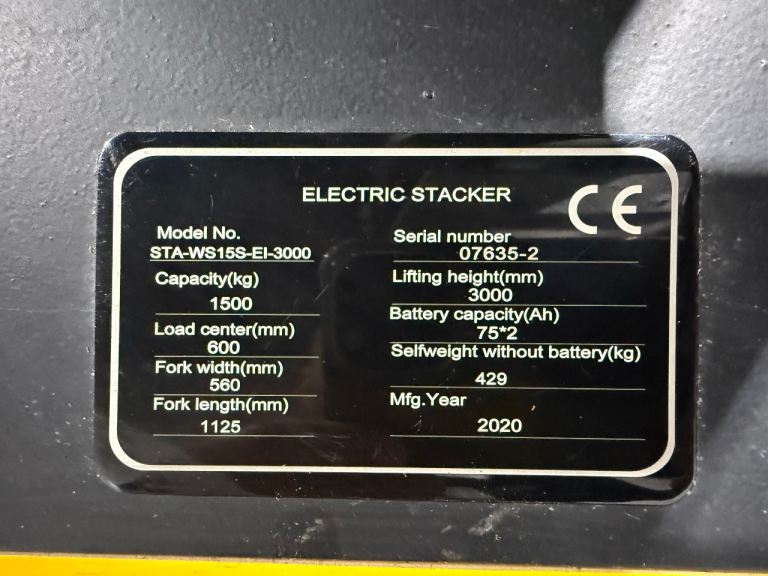 ELECTRIC STACKER
CE
Model No.
STA-WS15S-EI-3000
Capacity(kg)
1500
Load center(mm)
600
Fork width(mm)
560
Fork length(mm)
1125
Serial number
07635-2
Lifting height(mm)
3000
Battery capacity(Ah)
75*2
Selfweight without battery(kg)
429
Mfg.Year
2020